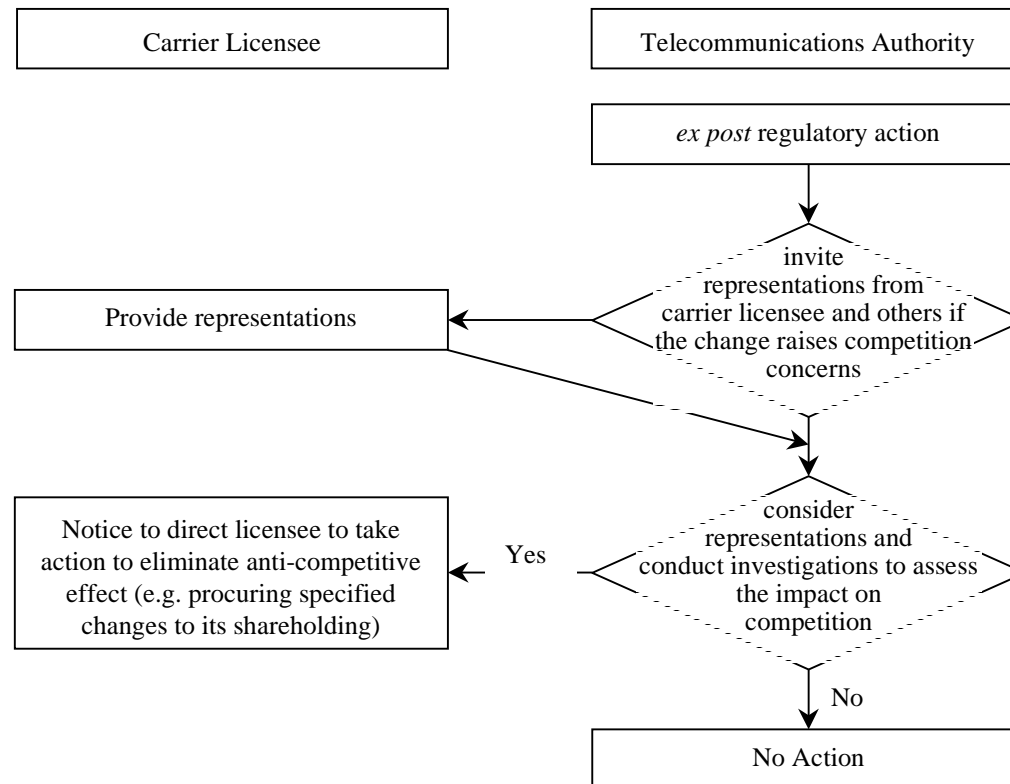 Carrier Licensee
Telecommunications Authority
ex post regulatory action
invite
representations from
carrier licensee and others if
the change raises competition
concerns
Provide representations
consider
representations and
conduct investigations to assess
the impact on
competition
Yes
Notice to direct licensee to take
action to eliminate anti-competitive
effect (e.g. procuring specified
changes to its shareholding)
No
No Action